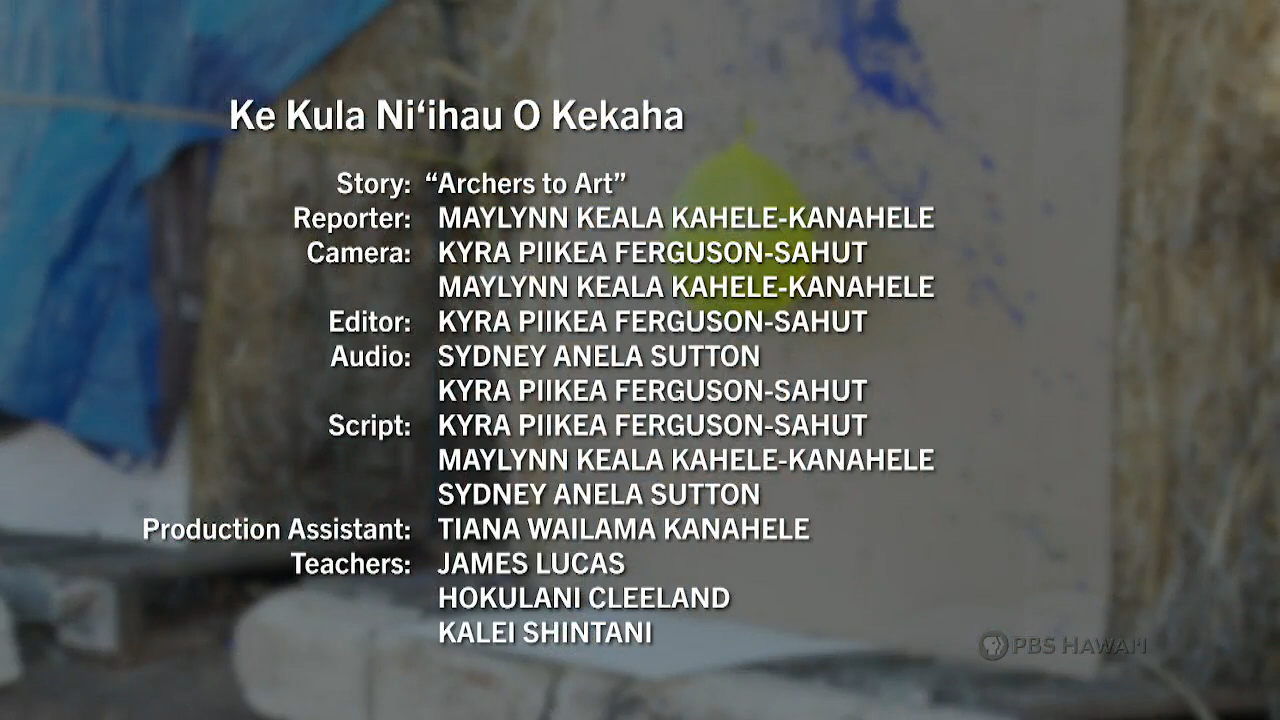 Ke Kula Ni‘ihau O Kekaha
Story: “Archers to Art”
Reporter: MAYLYNN KEALA KAHELE-KANAHELE
Camera: KYRA PIIKEA FERGUSON-SAHUT
MAYLYNN KEALA KAHELE-KANAHELE
Editor: KYRA PIIKEA FERGUSON-SAHUT
Audio: SYDNEY ANELA SUTTON
KYRA PIIKEA FERGUSON-SAHUT
Script: KYRA PIIKEA FERGUSON-SAHUT
MAYLYNN KEALA KAHELE-KANAHELE
SYDNEY ANELA SUTTON
Production Assistant: TIANA WAILAMA KANAHELE
Teachers: JAMES LUCAS
HOKULANI CLEELAND
KALEI SHINTANI
PBS HAWAI‘I